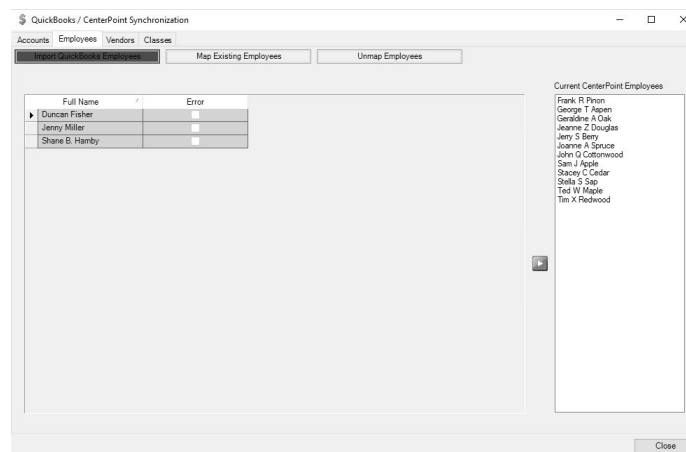 QuickBooks / CenterPoint Synchronization
Accounts Employees Vendors Classes
Import QuickBooks Employees Map Existing Employees Unmap Employees
Current CenterPoint Employees
Full Name Error
Duncan Fisher
Jenny Miller
Shane B. Hamby
Frank R Pinon
George T Aspen
Geraldine A Oak
Jeanne Z Douglas
Jerry S Berry
Joanne A Spruce
John Q Cottonwood
Sam J Apple
Stacey C Cedar
Stella S Sap
Ted W Maple
Tim X Redwood
Close